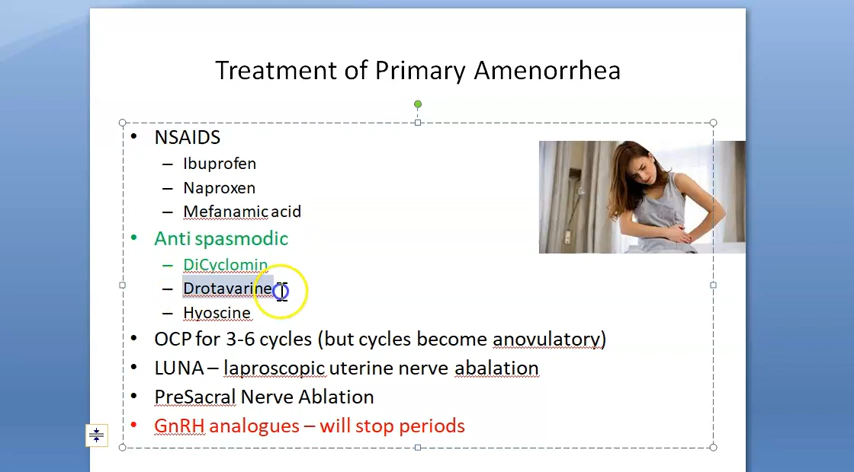 Treatment of Primary Amenorrhea
• NSAIDS
– Ibuprofen
– Naproxen
– Mefanamic acid
• Anti spasmodic
– DiCyclomin
– Drotavarine
– Hyoscine
• OCP for 3-6 cycles (but cycles become anovulatory)
• LUNA – laproscopic uterine nerve abalation
• PreSacral Nerve Ablation
• GnRH analogues – will stop periods